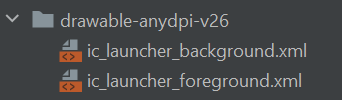 drawable-anydpi-v26
ic_launcher_background.xml
ic_launcher_foreground.xml